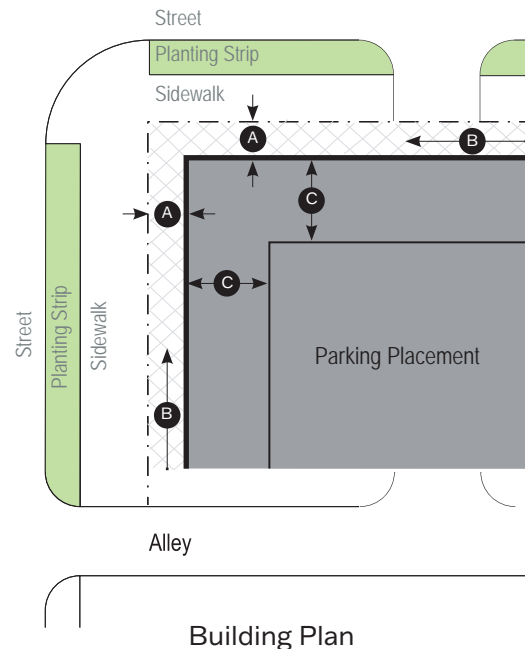 Street
Planting Strip
Sidewalk
A
B
A
C
C
Street
Planting Strip
Sidewalk
Parking Placement
B
Alley
Building Plan